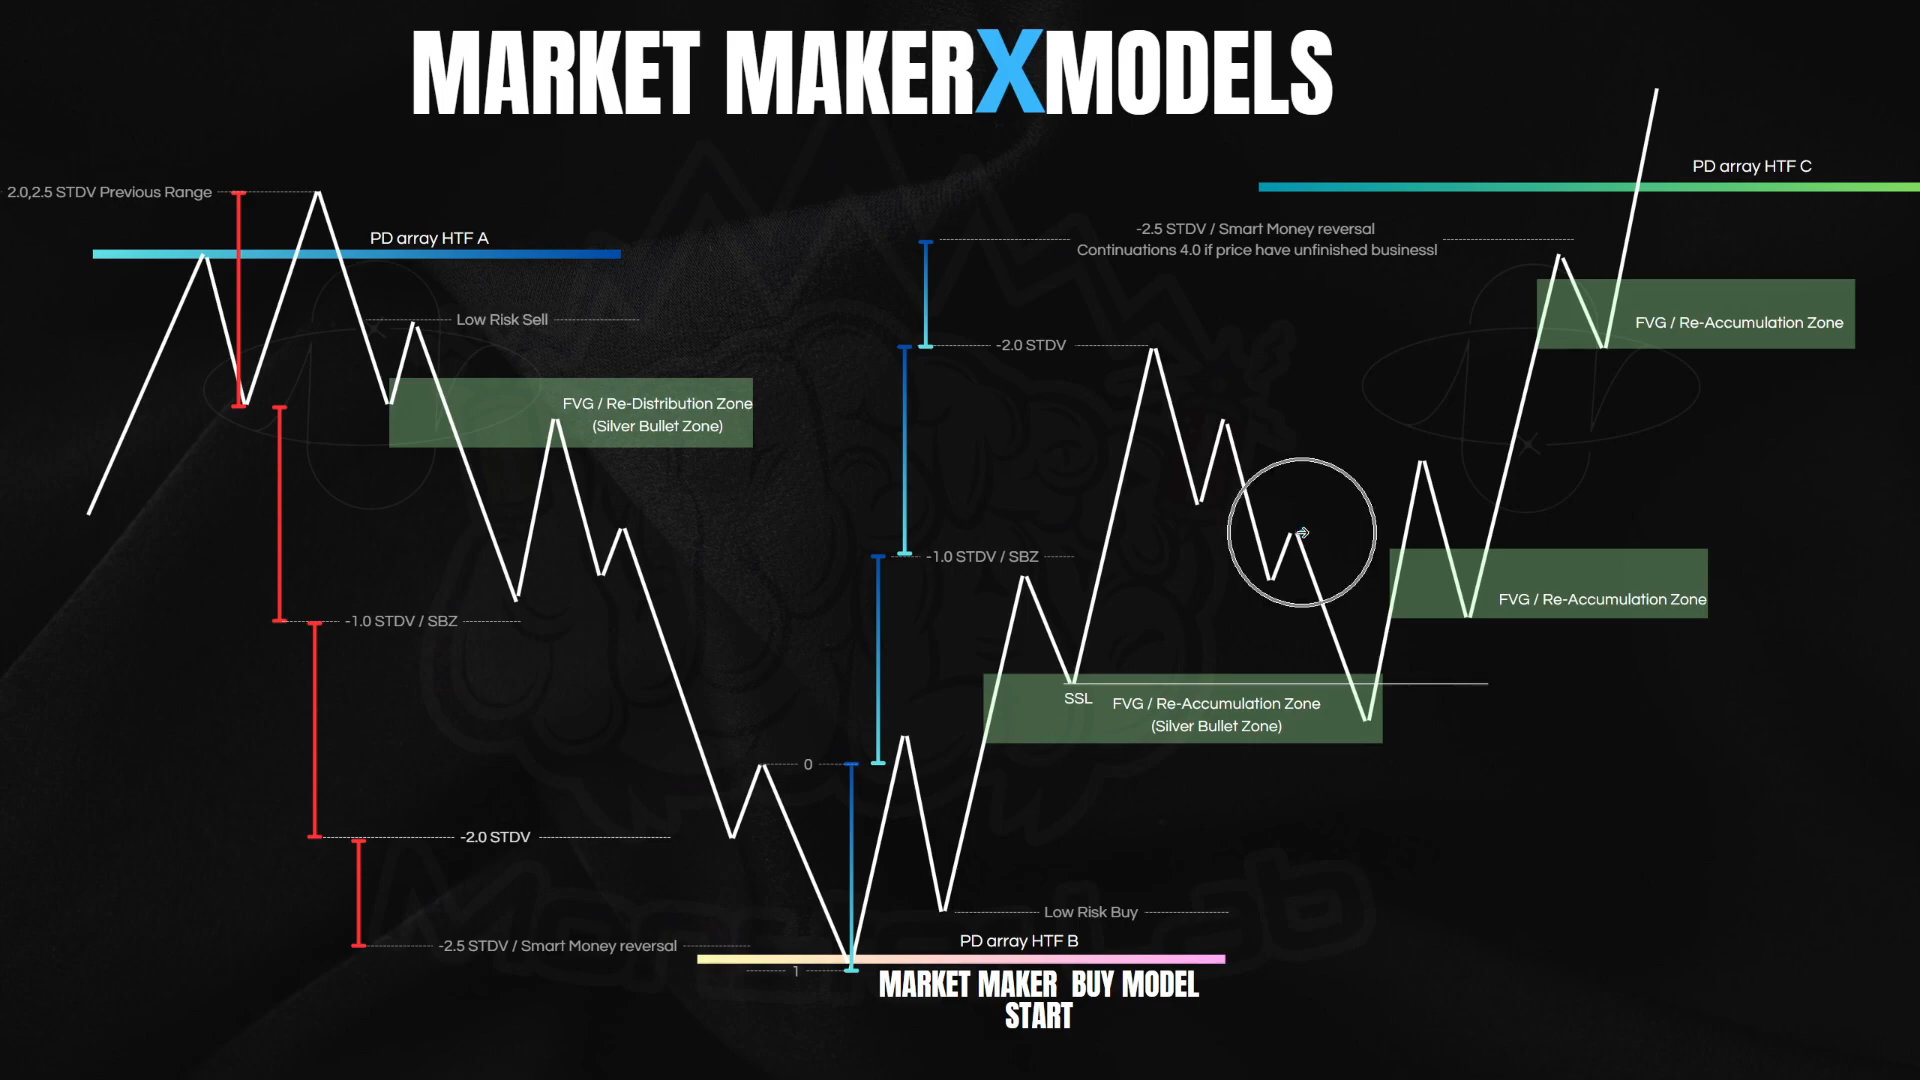 MARKET MAKERXMODELS
PD array HTF C
2.0,2.5 STDV Previous Range
PD array HTF A
-2.5 STDV / Smart Money reversal
Continuations 4.0 if price have unfinished businessl
Low Risk Sell
FVG / Re-Accumulation Zone
-2.0 STDV
FVG / Re-Distribution Zone
(Silver Bullet Zone)
-1.0 STDV / SBZ
FVG / Re-Accumulation Zone
-1.0 STDV / SBZ
SSL
FVG / Re-Accumulation Zone
(Silver Bullet Zone)
0
-2.0 STDV
Low Risk Buy
PD array HTF B
-2.5 STDV / Smart Money reversal
1
MARKET MAKER BUY MODEL
START